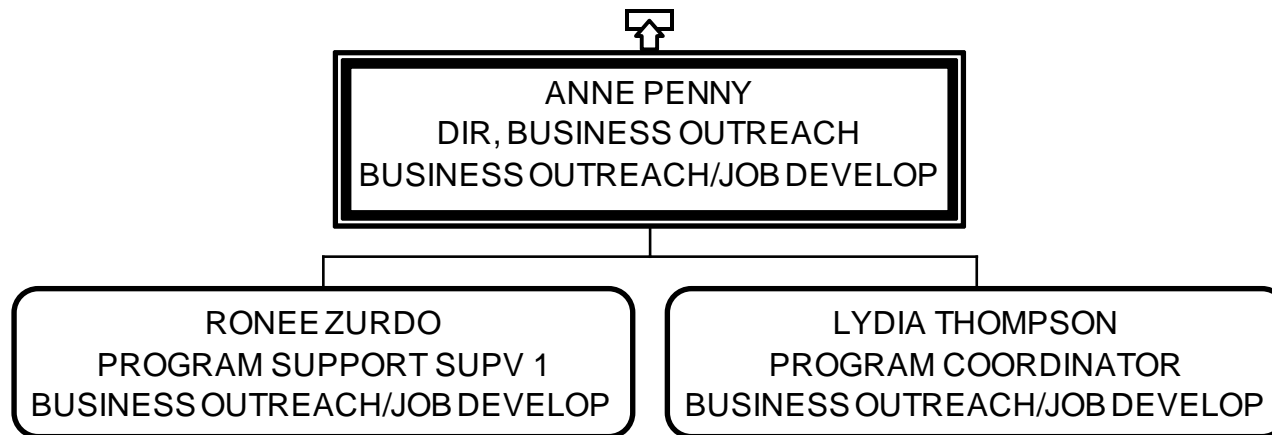 ANNE PENNY
DIR, BUSINESS OUTREACH
BUSINESS OUTREACH/JOB DEVELOP
RONEE ZURDO
PROGRAM SUPPORT SUPV 1
BUSINESS OUTREACH/JOB DEVELOP
LYDIA THOMPSON
PROGRAM COORDINATOR
BUSINESS OUTREACH/JOB DEVELOP